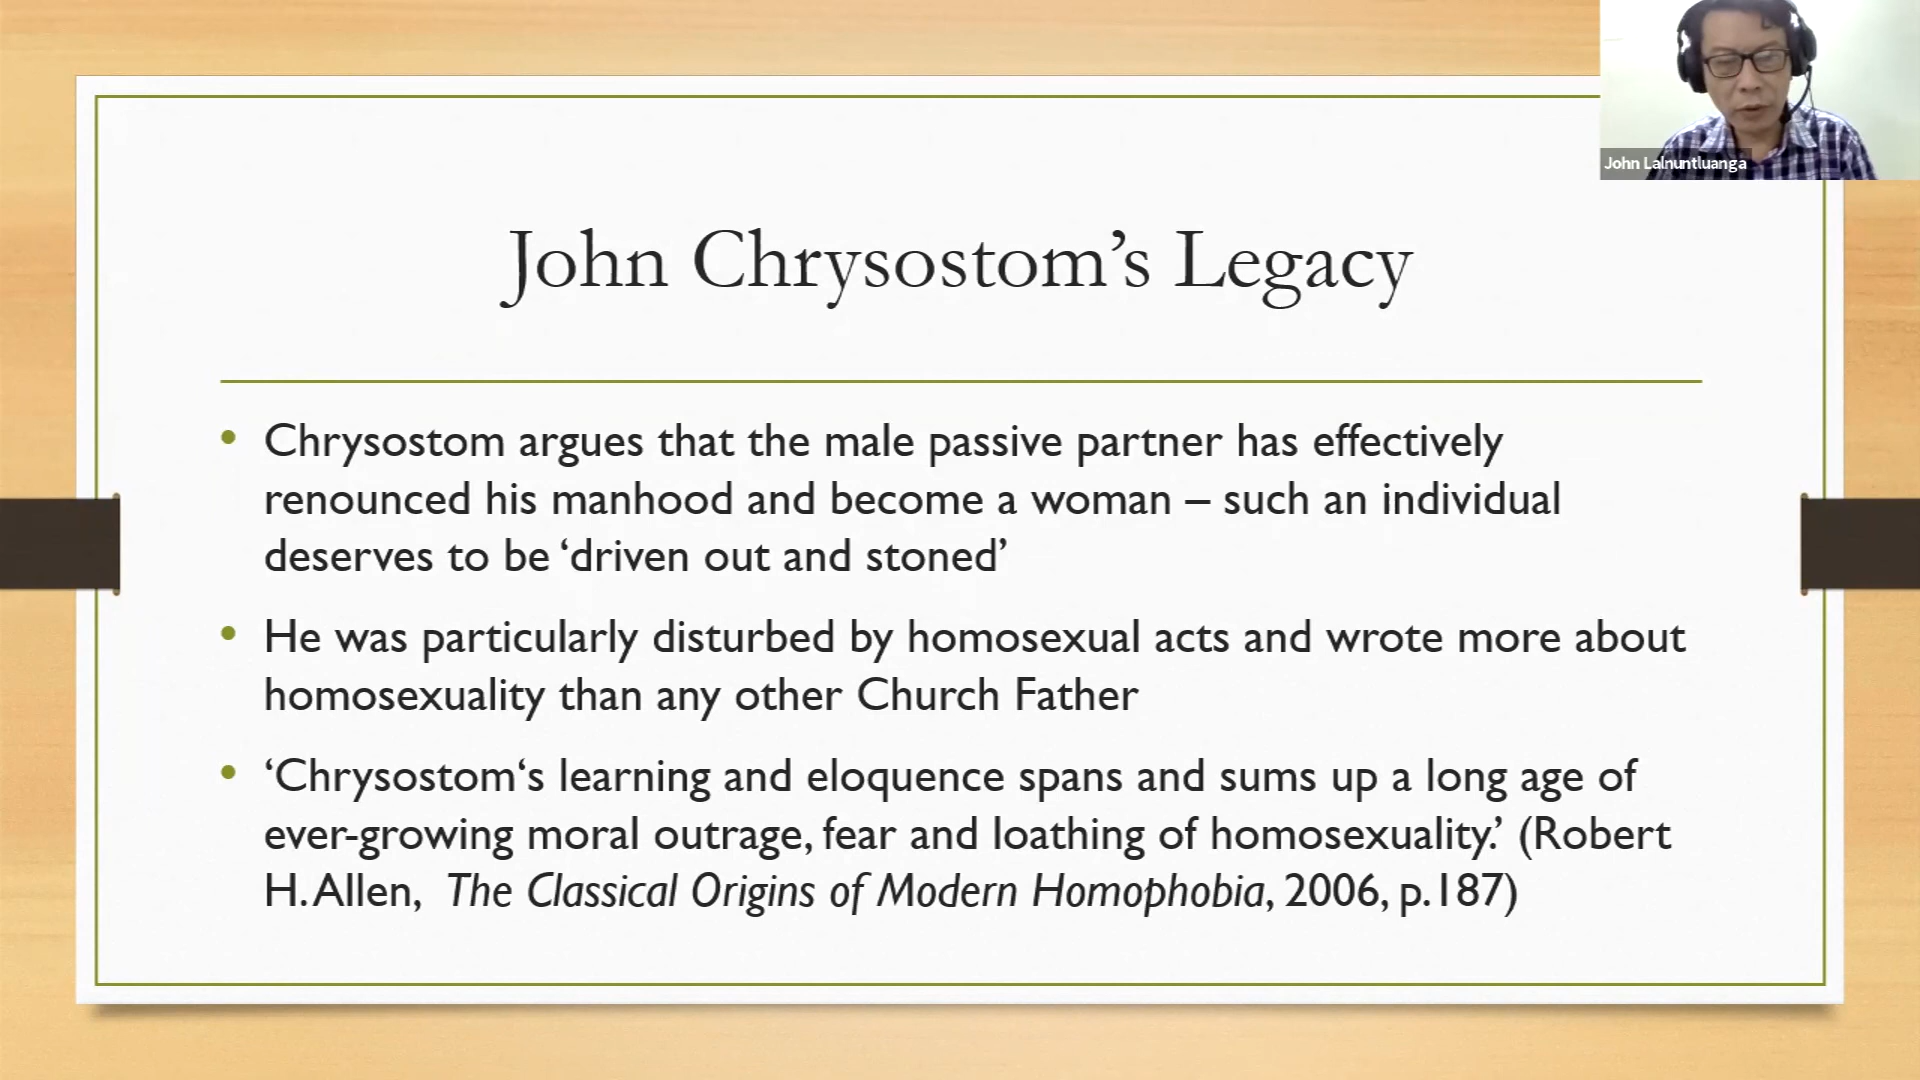 John Lalnuntluanga
John Chrysostom’s Legacy
• Chrysostom argues that the male passive partner has effectively
renounced his manhood and become a woman – such an individual
deserves to be ‘driven out and stoned’
• He was particularly disturbed by homosexual acts and wrote more about
homosexuality than any other Church Father
• ‘Chrysostom‘s learning and eloquence spans and sums up a long age of
ever-growing moral outrage, fear and loathing of homosexuality.’ (Robert
H. Allen, The Classical Origins of Modern Homophobia, 2006, p.187)